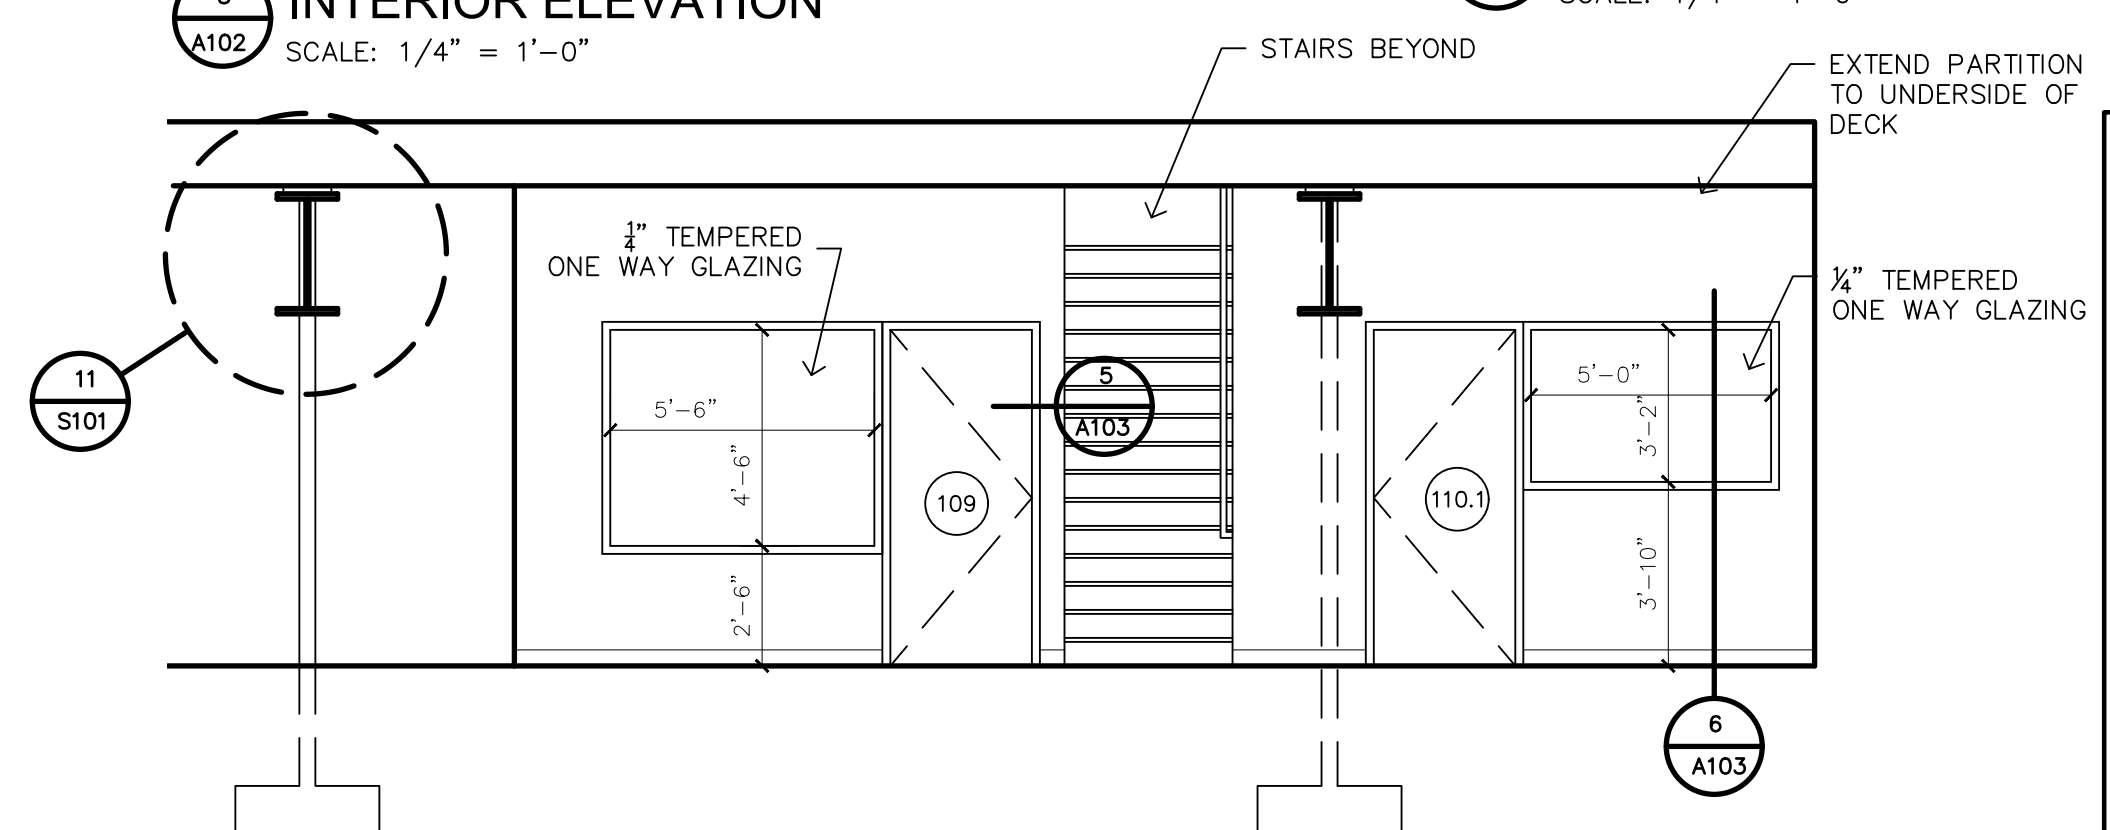 INTERIOR ELEVATION
A102
SCALE: 1/4" = 1'-0"
STAIRS BEYOND
EXTEND PARTITION
TO UNDERSIDE OF
DECK
1/4" TEMPERED
ONE WAY GLAZING
1/4" TEMPERED
ONE WAY GLAZING
11
S101
5'-6"
4'-6"
2'-6"
109
5
A103
110.1
5'-0"
3'-2"
3'-10"
6
A103